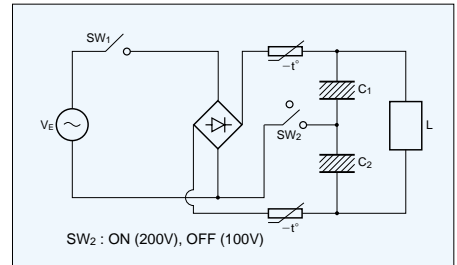 SW1
−t°
C1
VE
SW2
L
C2
−t°
SW2 : ON (200V), OFF (100V)